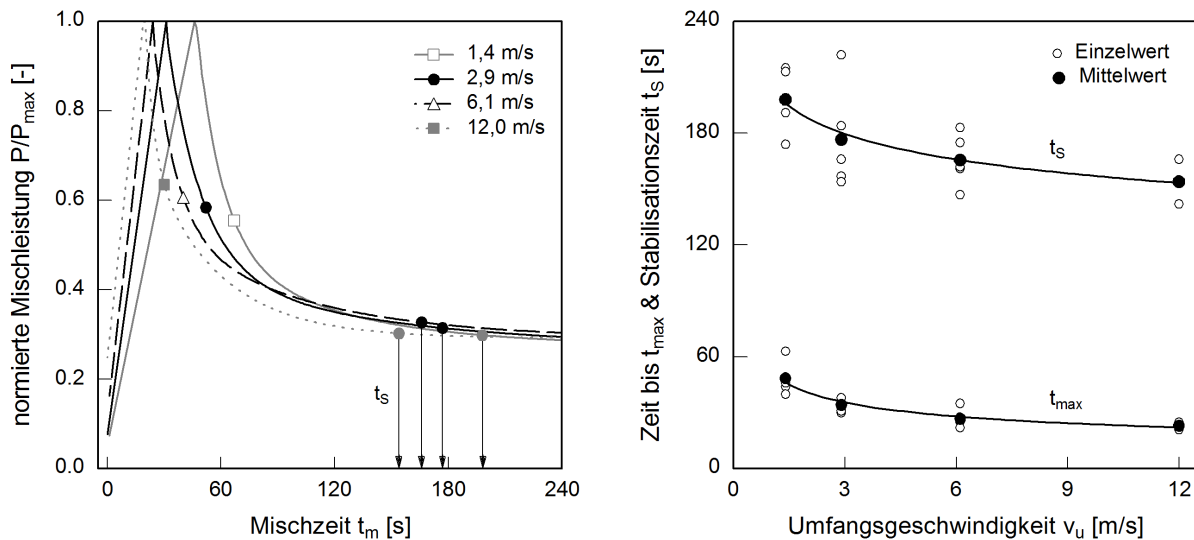 1.0
0.8
0.6
0.4
0.2
0.0
normierte Mischleistung P/Pmax [-]
1,4 m/s
2,9 m/s
6,1 m/s
12,0 m/s
tS
0
60
120
180
240
Mischzeit tm [s]
240
180
120
60
0
Zeit bis tmax & Stabilisationszeit tS [s]
Einzelwert
Mittelwert
tS
tmax
0
3
6
9
12
Umfangsgeschwindigkeit vu [m/s]